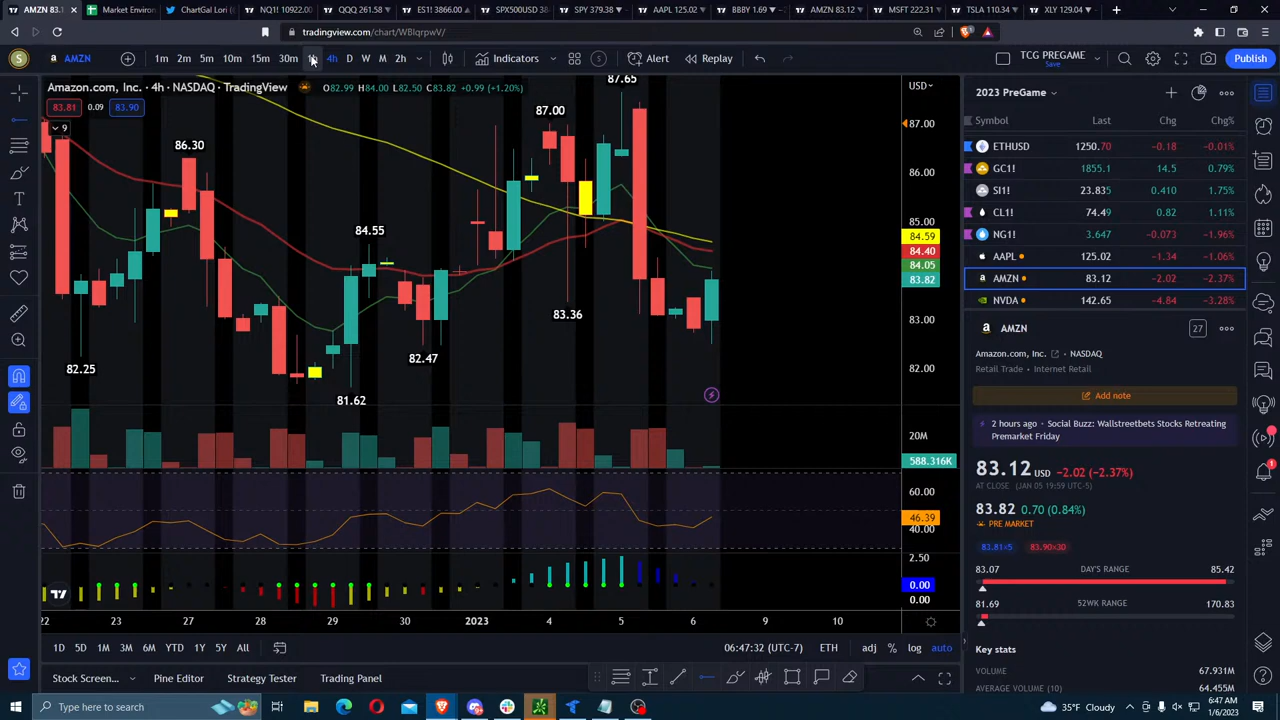 AMZN 83.12
Market Environ
ChartGal Lori (
NQ1! 10922.00
QQQ 261.58
ES1! 3866.00
SPX500USD 38
SPY 379.38
AAPL 125.02
BBBY 1.69
AMZN 83.12
MSFT 222.31
TSLA 110.34
XLY 129.04
tradingview.com/chart/WBlqrpwV/
S AMZN 1m 2m 5m 10m 15m 30m 4h D W M 2h Indicators Alert Replay TCG PREGAME Save Publish
Amazon.com, Inc. · 4h · NASDAQ · TradingView O82.99 H84.00 L82.50 C83.82 +0.99 (+1.20%)
83.81 0.09 83.90
9
USD
87.65
87.00
86.30
84.55
83.36
82.25
82.47
81.62
87.00
86.00
85.00
84.59
84.40
84.05
83.82
83.00
82.00
20M
588.316K
60.00
46.39
40.00
2.50
0.00
0.00
22 23 26 27 28 29 30 2023 4 5 6 9 10
1D 5D 1M 3M 6M YTD 1Y 5Y All 06:47:32 (UTC-7) ETH adj % log auto
Stock Screen... Pine Editor Strategy Tester Trading Panel
2023 PreGame
Symbol Last Chg Chg%
ETHUSD 1250.70 −0.18 −0.01%
GC1! 1855.1 14.5 0.79%
SI1! 23.835 0.410 1.75%
CL1! 74.49 0.82 1.11%
NG1! 3.647 −0.073 −1.96%
AAPL 125.02 −1.34 −1.06%
AMZN 83.12 −2.02 −2.37%
NVDA 142.65 −4.84 −3.28%
AMZN 27
Amazon.com, Inc. NASDAQ
Retail Trade · Internet Retail
Add note
2 hours ago · Social Buzz: Wallstreetbets Stocks Retreating
Premarket Friday
83.12 USD −2.02 (−2.37%)
AT CLOSE (JAN 05 19:59 UTC-5)
83.82 0.70 (0.84%)
PRE MARKET
83.81×5 83.90×30
83.07 DAY'S RANGE 85.42
81.69 52WK RANGE 170.83
Key stats
VOLUME 67.931M
AVERAGE VOLUME (10) 64.455M
Type here to search
35°F Cloudy
6:47 AM
1/6/2023